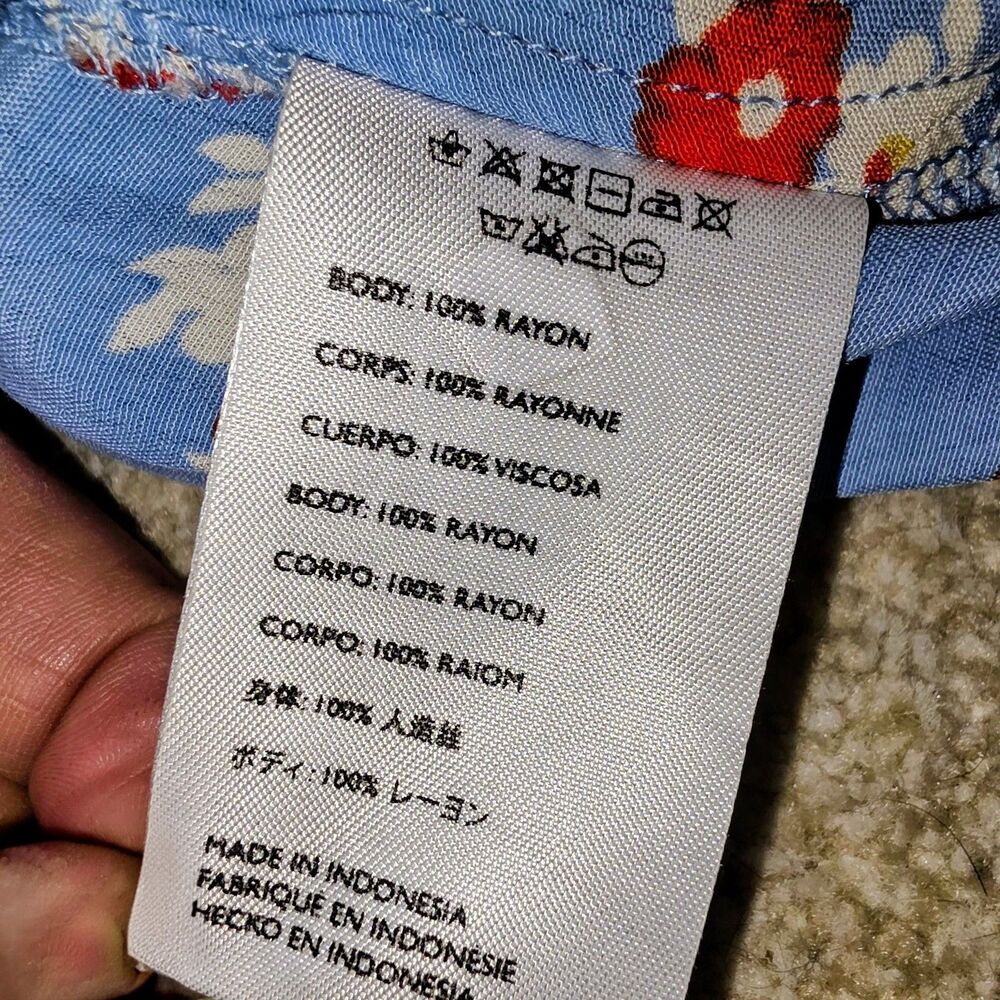 BODY: 100% RAYON
CORPS: 100% RAYONNE
CUERPO: 100% VISCOSA
BODY: 100% RAYON
CORPO: 100% RAYON
CORPO: 100% RAIOM
身体: 100% 人造丝
ボディ: 100% レーヨン
MADE IN INDONESIA
FABRIQUE EN INDONÉSIE
HECKO EN INDONESIA